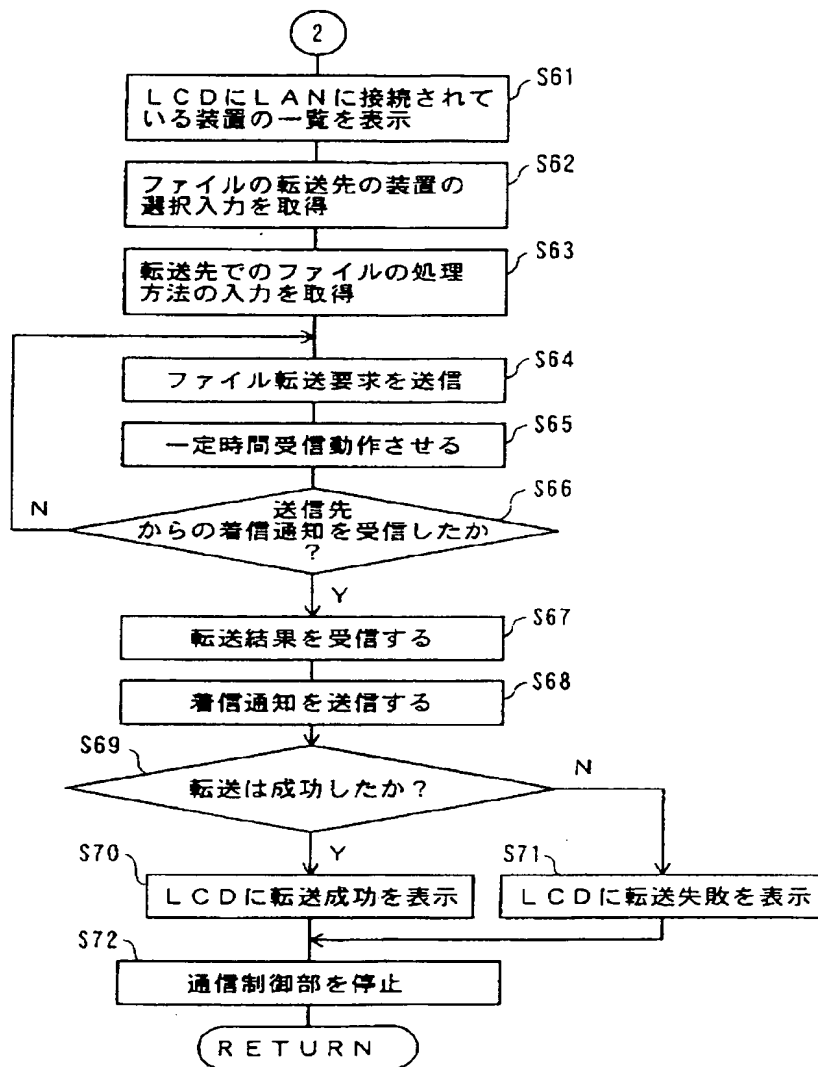 2
S61
LCDにLANに接続されて
いる装置の一覧を表示
S62
ファイルの転送先の装置の
選択入力を取得
S63
転送先でのファイルの処理
方法の入力を取得
S64
ファイル転送要求を送信
S65
一定時間受信動作させる
S66
N
送信先
からの着信通知を受信したか
?
Y
S67
転送結果を受信する
S68
着信通知を送信する
S69
転送は成功したか?
N
Y
S70
LCDに転送成功を表示
S71
LCDに転送失敗を表示
S72
通信制御部を停止
RETURN